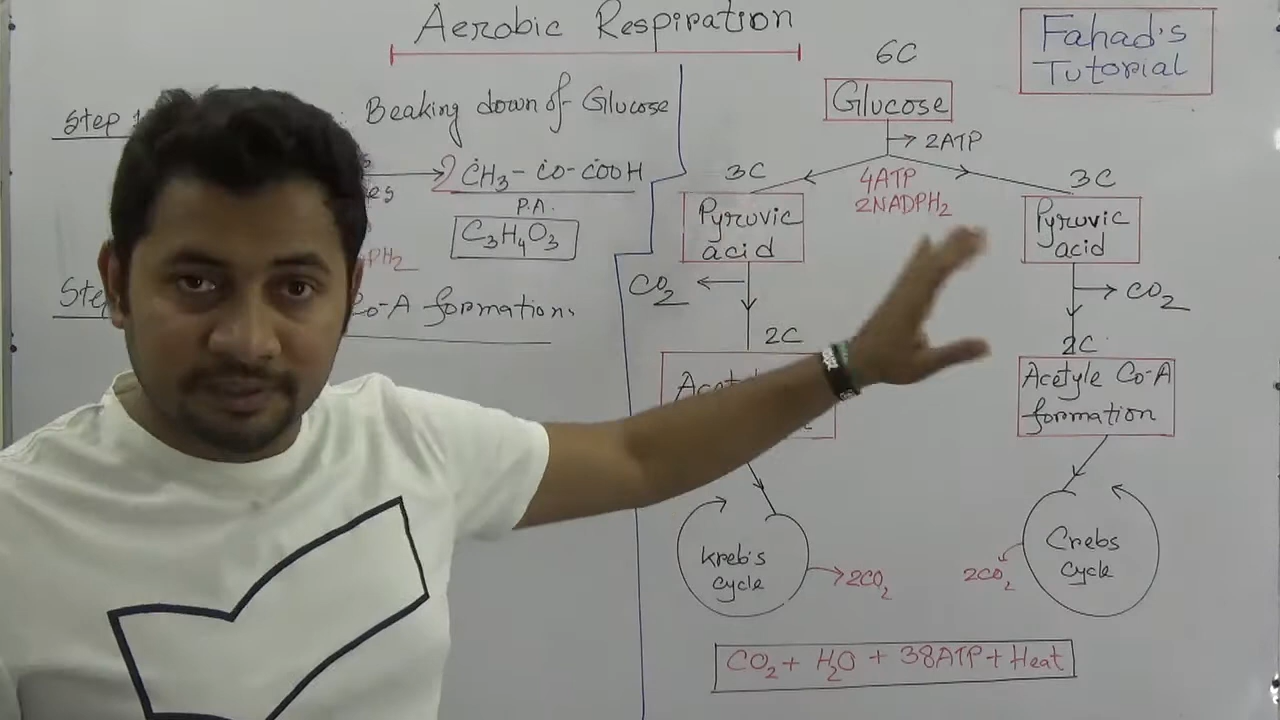 Aerobic Respiration
Fahad's
Tutorial
Step 1
Beaking down of Glucose
2 CH3 - CO - COOH
P.A.
C3H4O3
Co-A formation.
6C
Glucose
2ATP
4ATP
2NADPH2
3C
Pyruvic
acid
CO2
2C
Krebs
cycle
2CO2
3C
Pyruvic
acid
CO2
2C
Acetyle Co-A
formation
Crebs
cycle
2CO2
CO2 + H2O + 38ATP + Heat